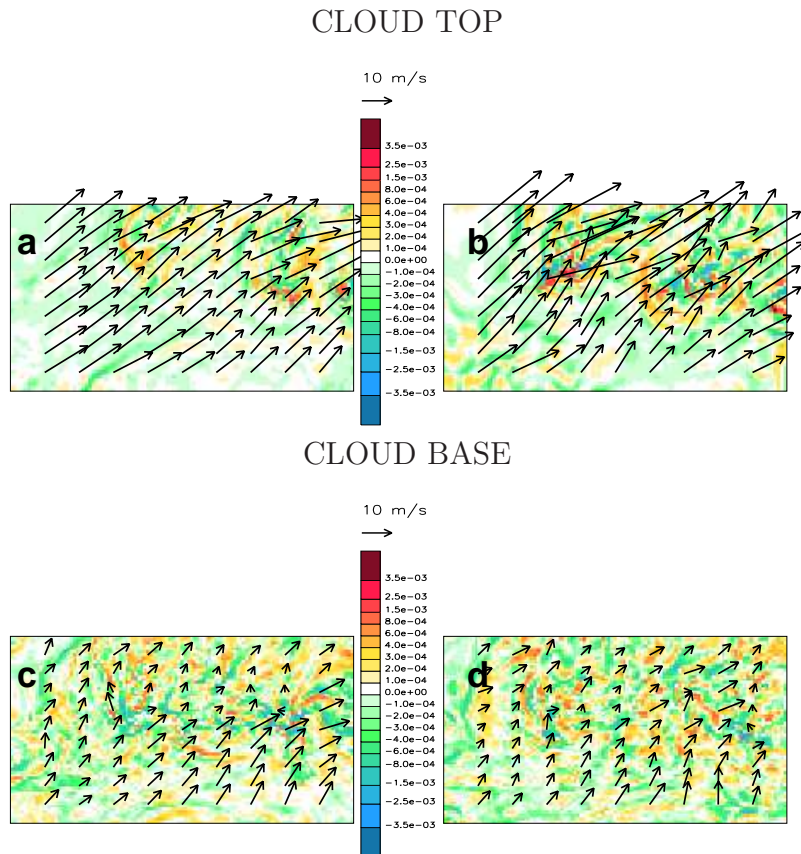 CLOUD TOP
10 m/s
a
b
3.5e-03
2.5e-03
1.5e-03
8.0e-04
6.0e-04
4.0e-04
3.0e-04
2.0e-04
1.0e-04
0.0e+00
-1.0e-04
-2.0e-04
-3.0e-04
-4.0e-04
-6.0e-04
-8.0e-04
-1.5e-03
-2.5e-03
-3.5e-03
CLOUD BASE
10 m/s
c
d
3.5e-03
2.5e-03
1.5e-03
8.0e-04
6.0e-04
4.0e-04
3.0e-04
2.0e-04
1.0e-04
0.0e+00
-1.0e-04
-2.0e-04
-3.0e-04
-4.0e-04
-6.0e-04
-8.0e-04
-1.5e-03
-2.5e-03
-3.5e-03